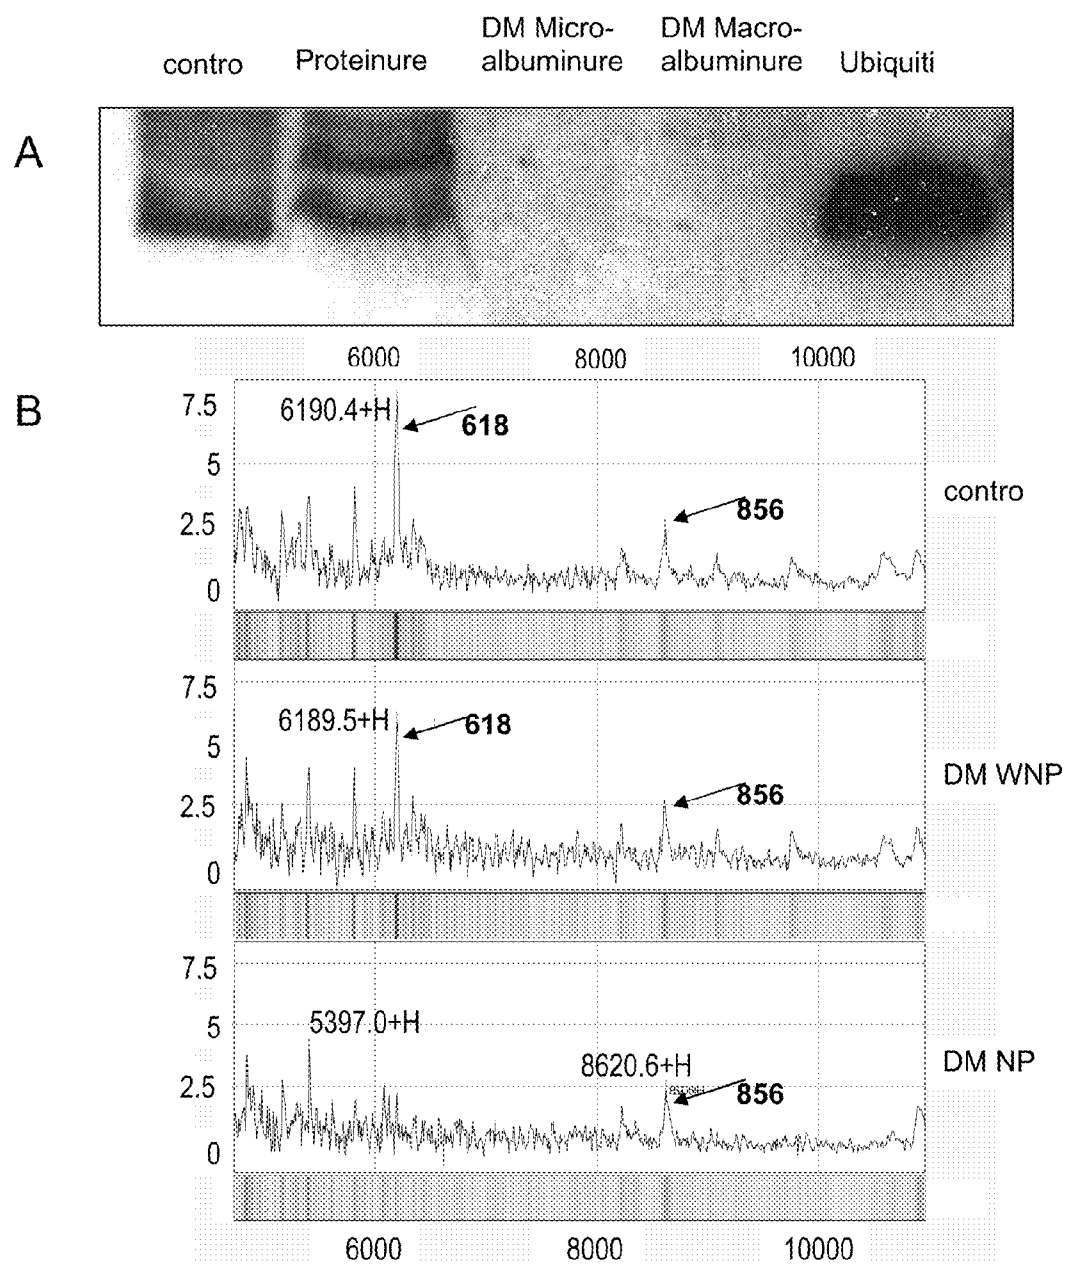 contro
Proteinure
DM Micro-
albuminure
DM Macro-
albuminure
Ubiquiti
A
6000 8000 10000
B
7.5
5
2.5
0
6190.4+H
618
856
contro
7.5
5
2.5
0
6189.5+H
618
856
DM WNP
7.5
5
2.5
0
5397.0+H
8620.6+H
856
DM NP
6000 8000 10000